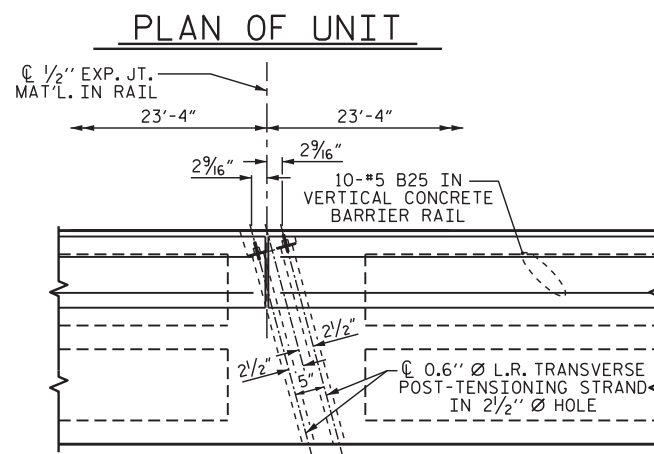 PLAN OF UNIT
℄ 1/2" EXP. JT.
MAT'L. IN RAIL
23'-4"
23'-4"
2 9/16"
2 9/16"
10-#5 B25 IN
VERTICAL CONCRETE
BARRIER RAIL
2 1/2"
2 1/2"
5"
℄ 0.6" Ø L.R. TRANSVERSE
POST-TENSIONING STRAND
IN 2 1/2" Ø HOLE